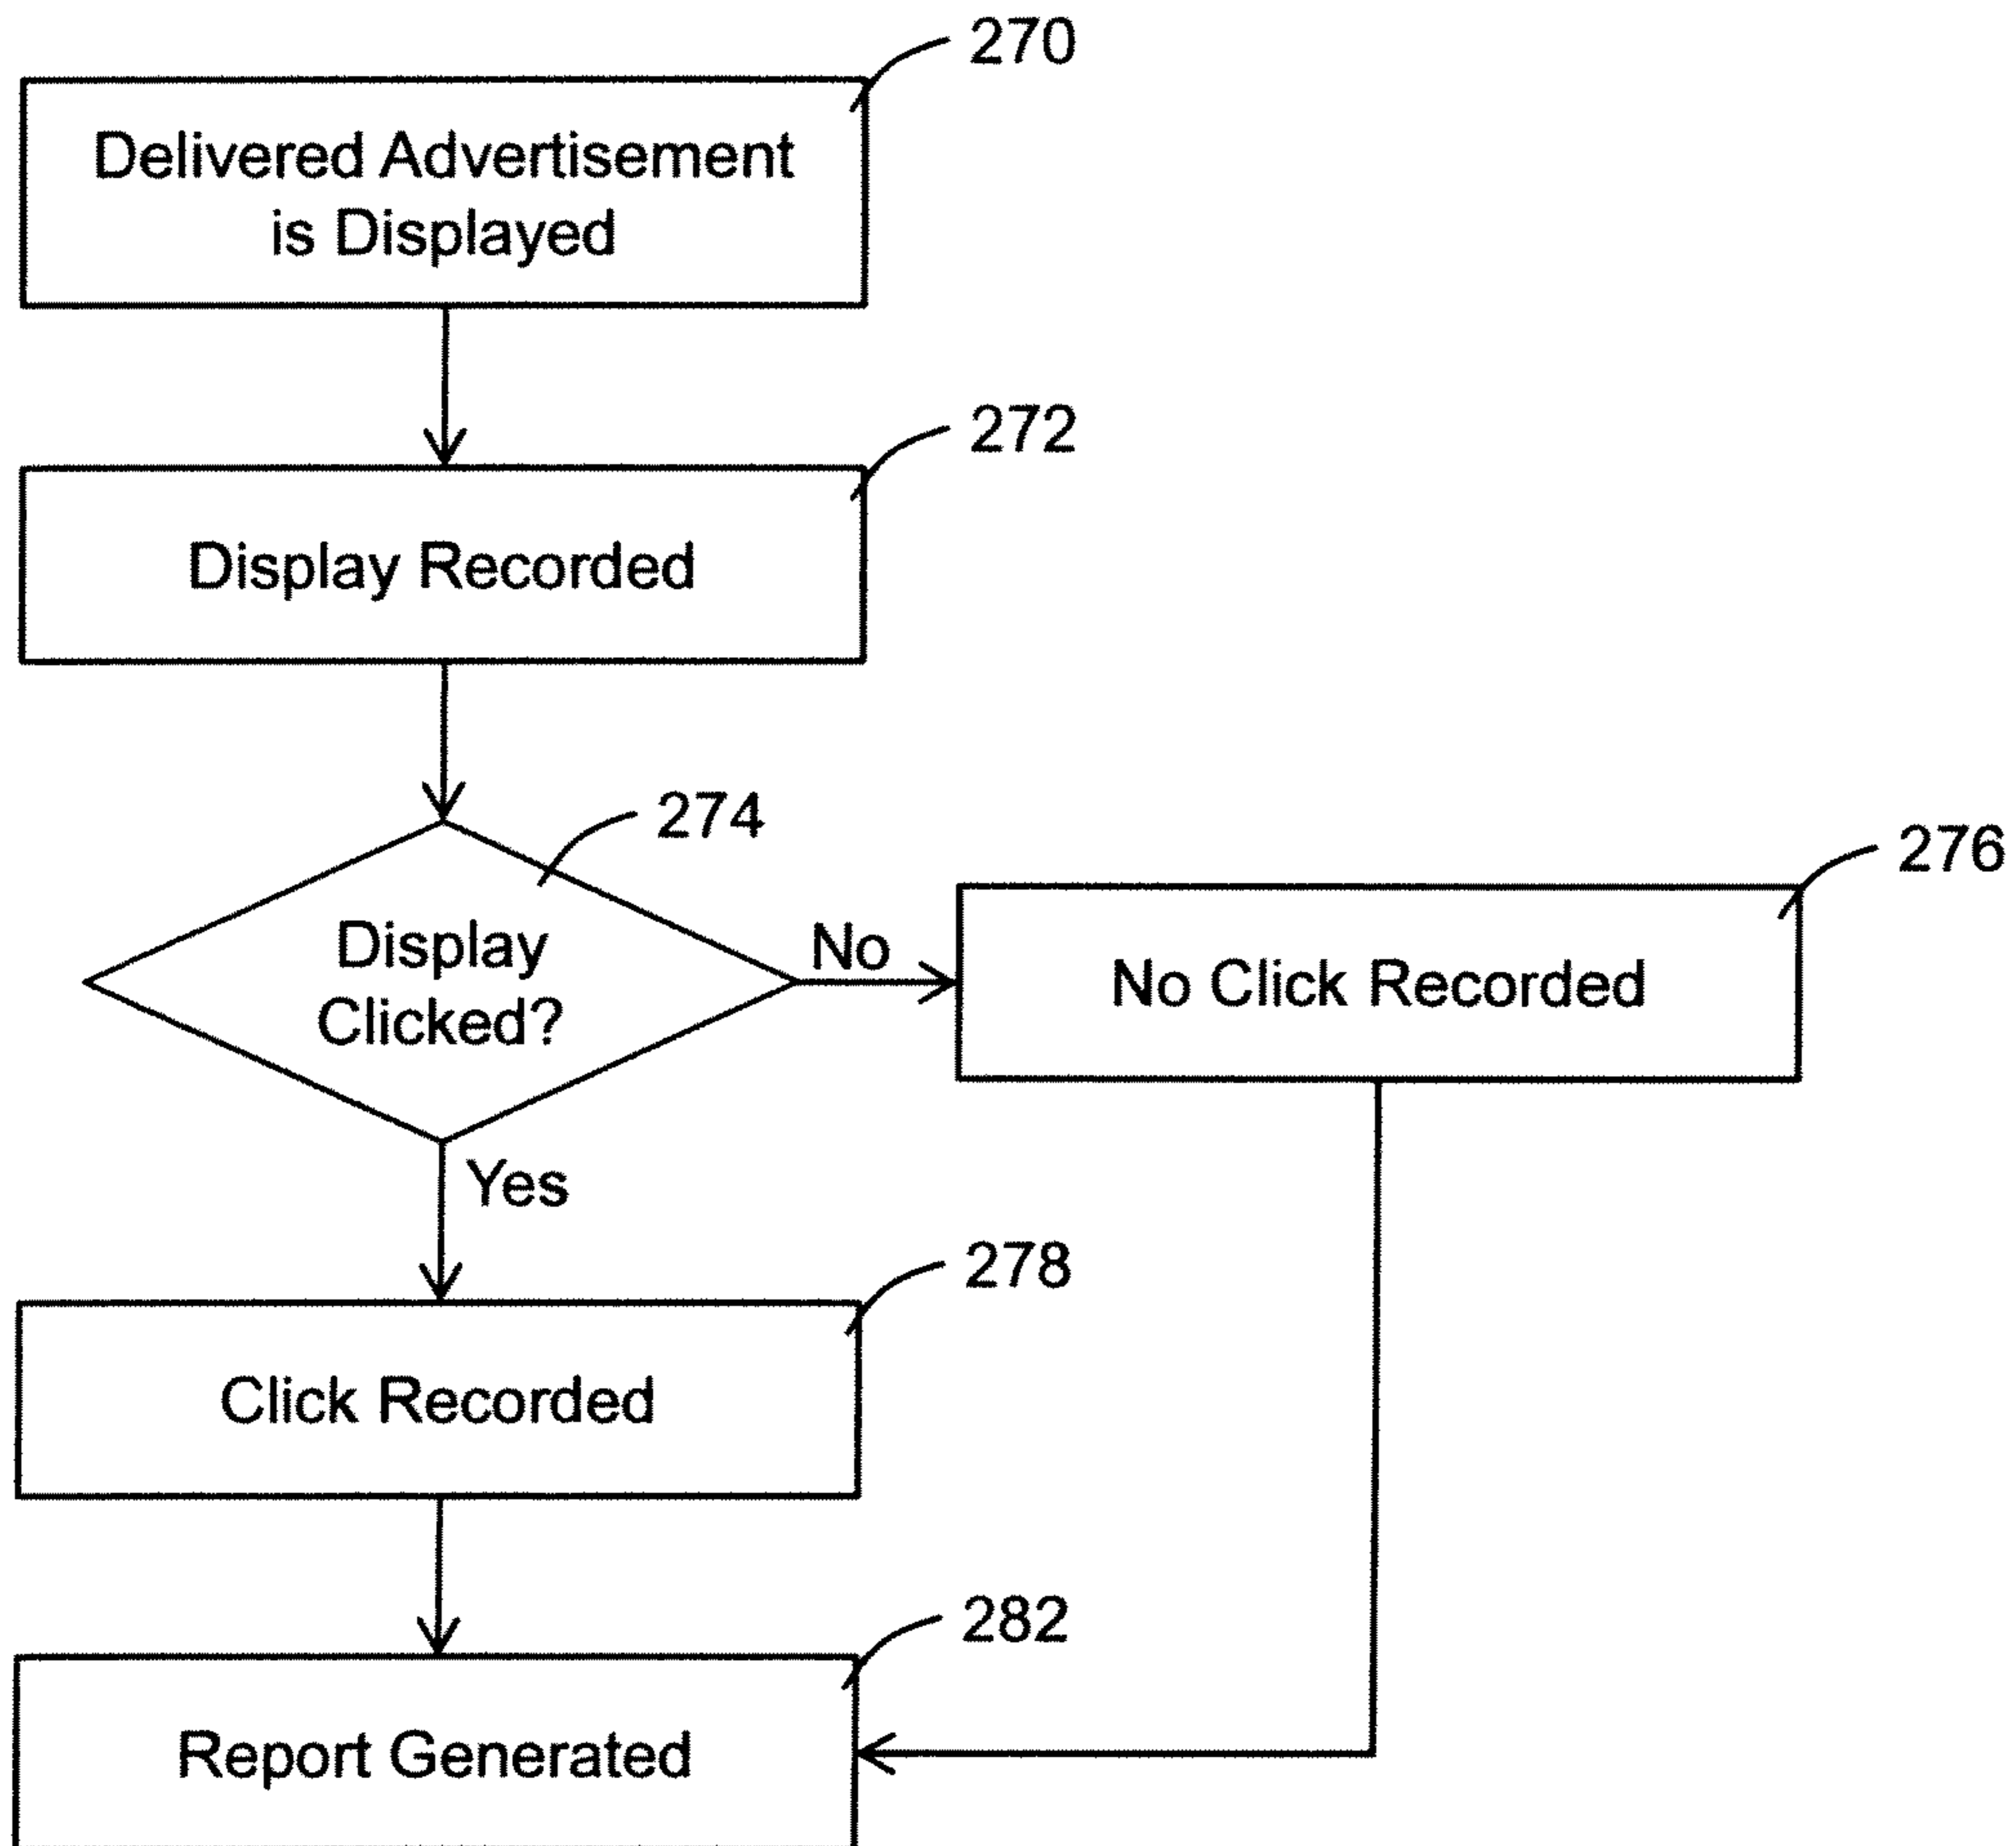 270
Delivered Advertisement
is Displayed
272
Display Recorded
274
Display
Clicked?
No
276
No Click Recorded
Yes
278
Click Recorded
282
Report Generated